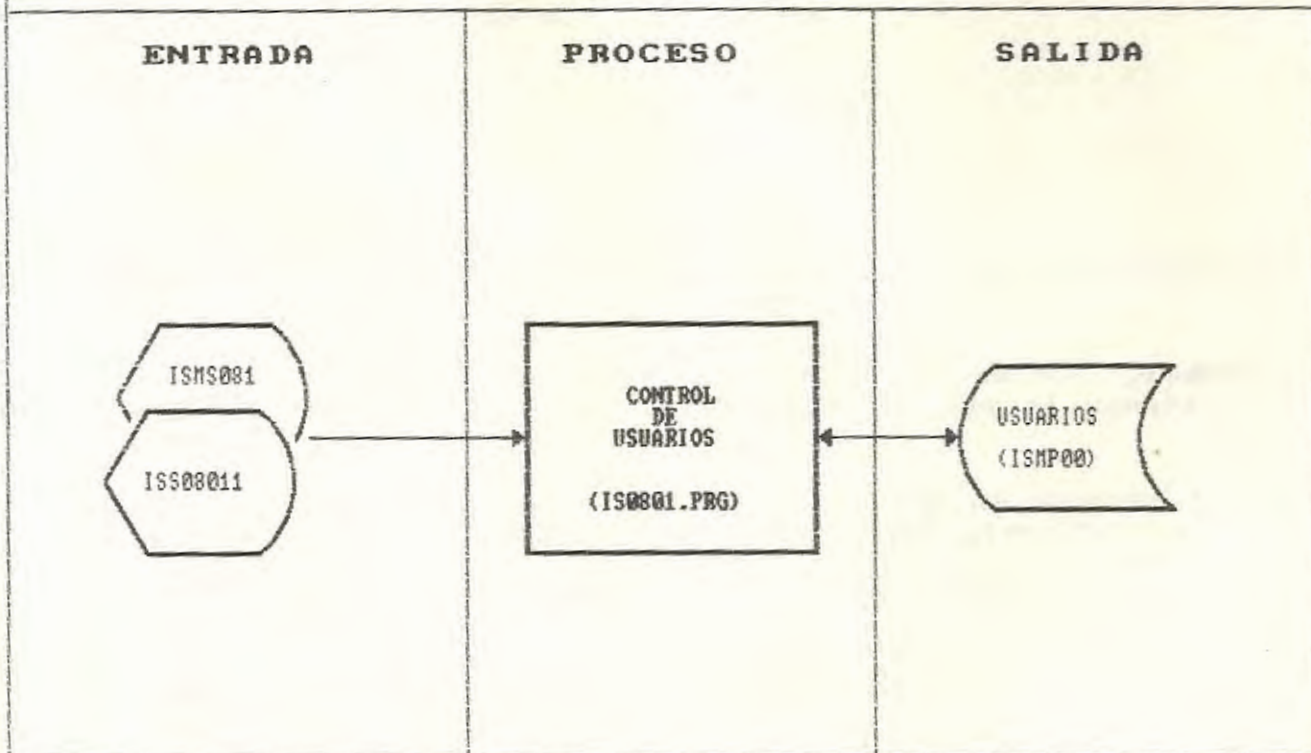 ENTRADA
PROCESO
SALIDA
ISMS081
ISS08011
CONTROL
DE
USUARIOS
(IS0801.PRG)
USUARIOS
(ISMP00)